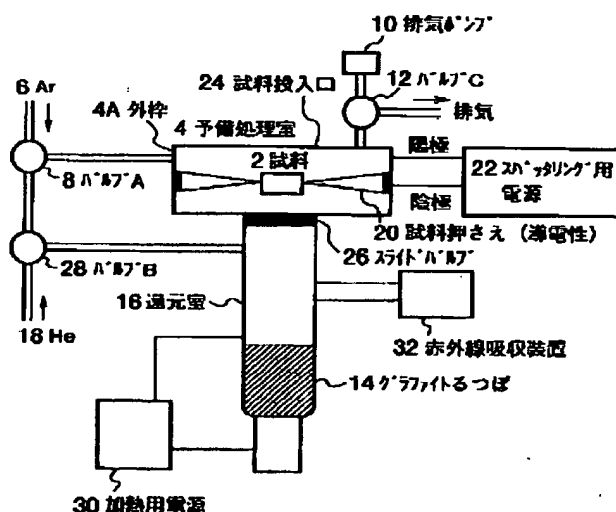 10 排気ﾎﾟﾝﾌﾟ
6 Ar
24 試料投入口
12 ﾊﾞﾙﾌﾞC
4A 外枠
排気
4 予備処理室
2 試料
陽極
8 ﾊﾞﾙﾌﾞA
22 ｽﾊﾟｯﾀﾘﾝｸﾞ用
電源
陰極
20 試料押さえ (導電性)
28 ﾊﾞﾙﾌﾞB
26 ｽﾗｲﾄﾞﾊﾞﾙﾌﾞ
16 還元室
18 He
32 赤外線吸収装置
14 ｸﾞﾗﾌｧｲﾄるつぼ
30 加熱用電源